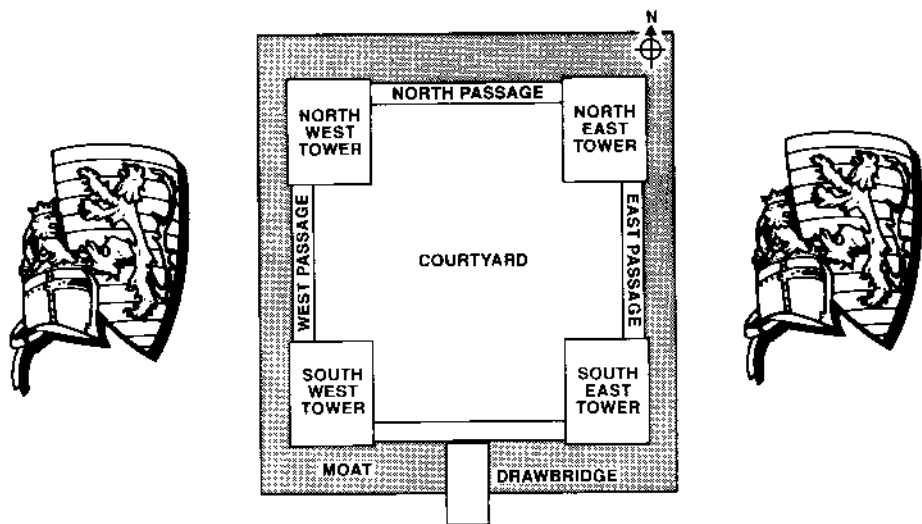 N
NORTH PASSAGE
NORTH
WEST
TOWER
NORTH
EAST
TOWER
WEST PASSAGE
COURTYARD
EAST PASSAGE
SOUTH
WEST
TOWER
SOUTH
EAST
TOWER
MOAT
DRAWBRIDGE